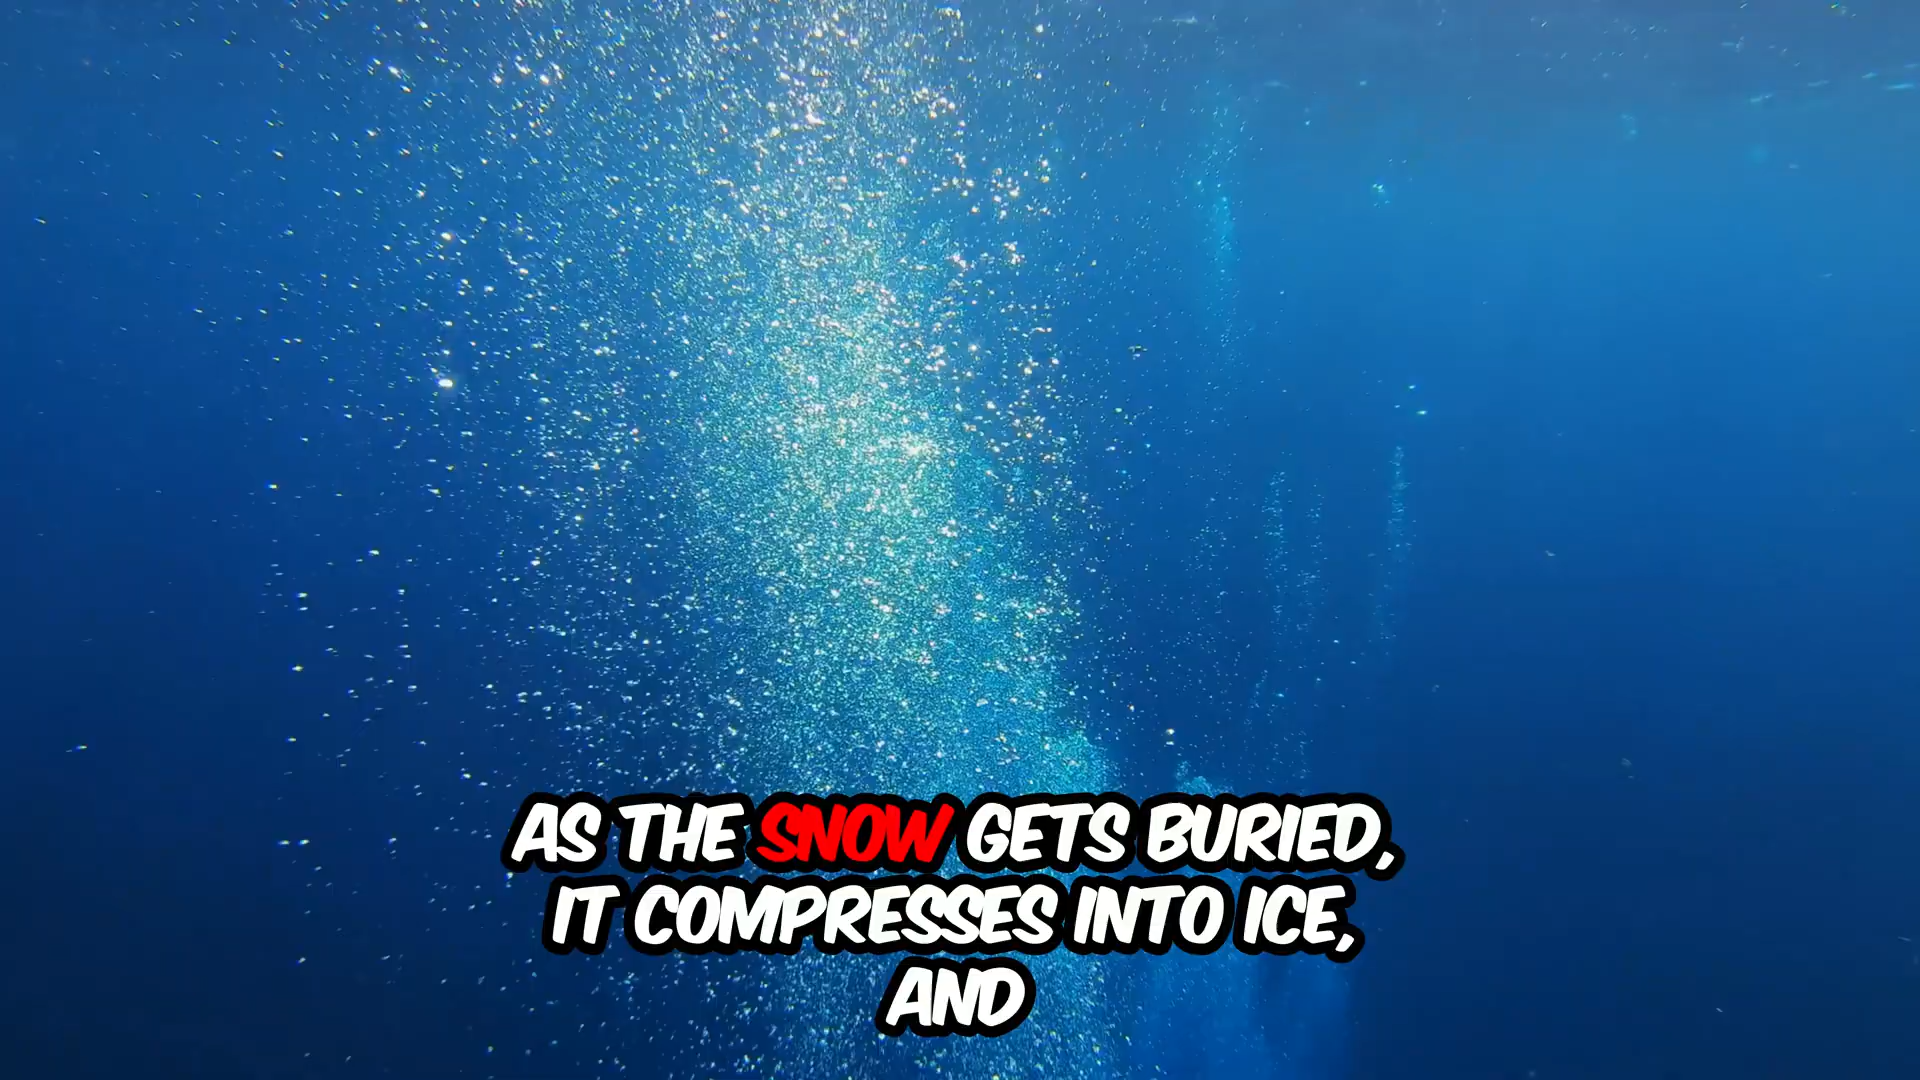 AS THE SNOW GETS BURIED,
IT COMPRESSES INTO ICE,
AND